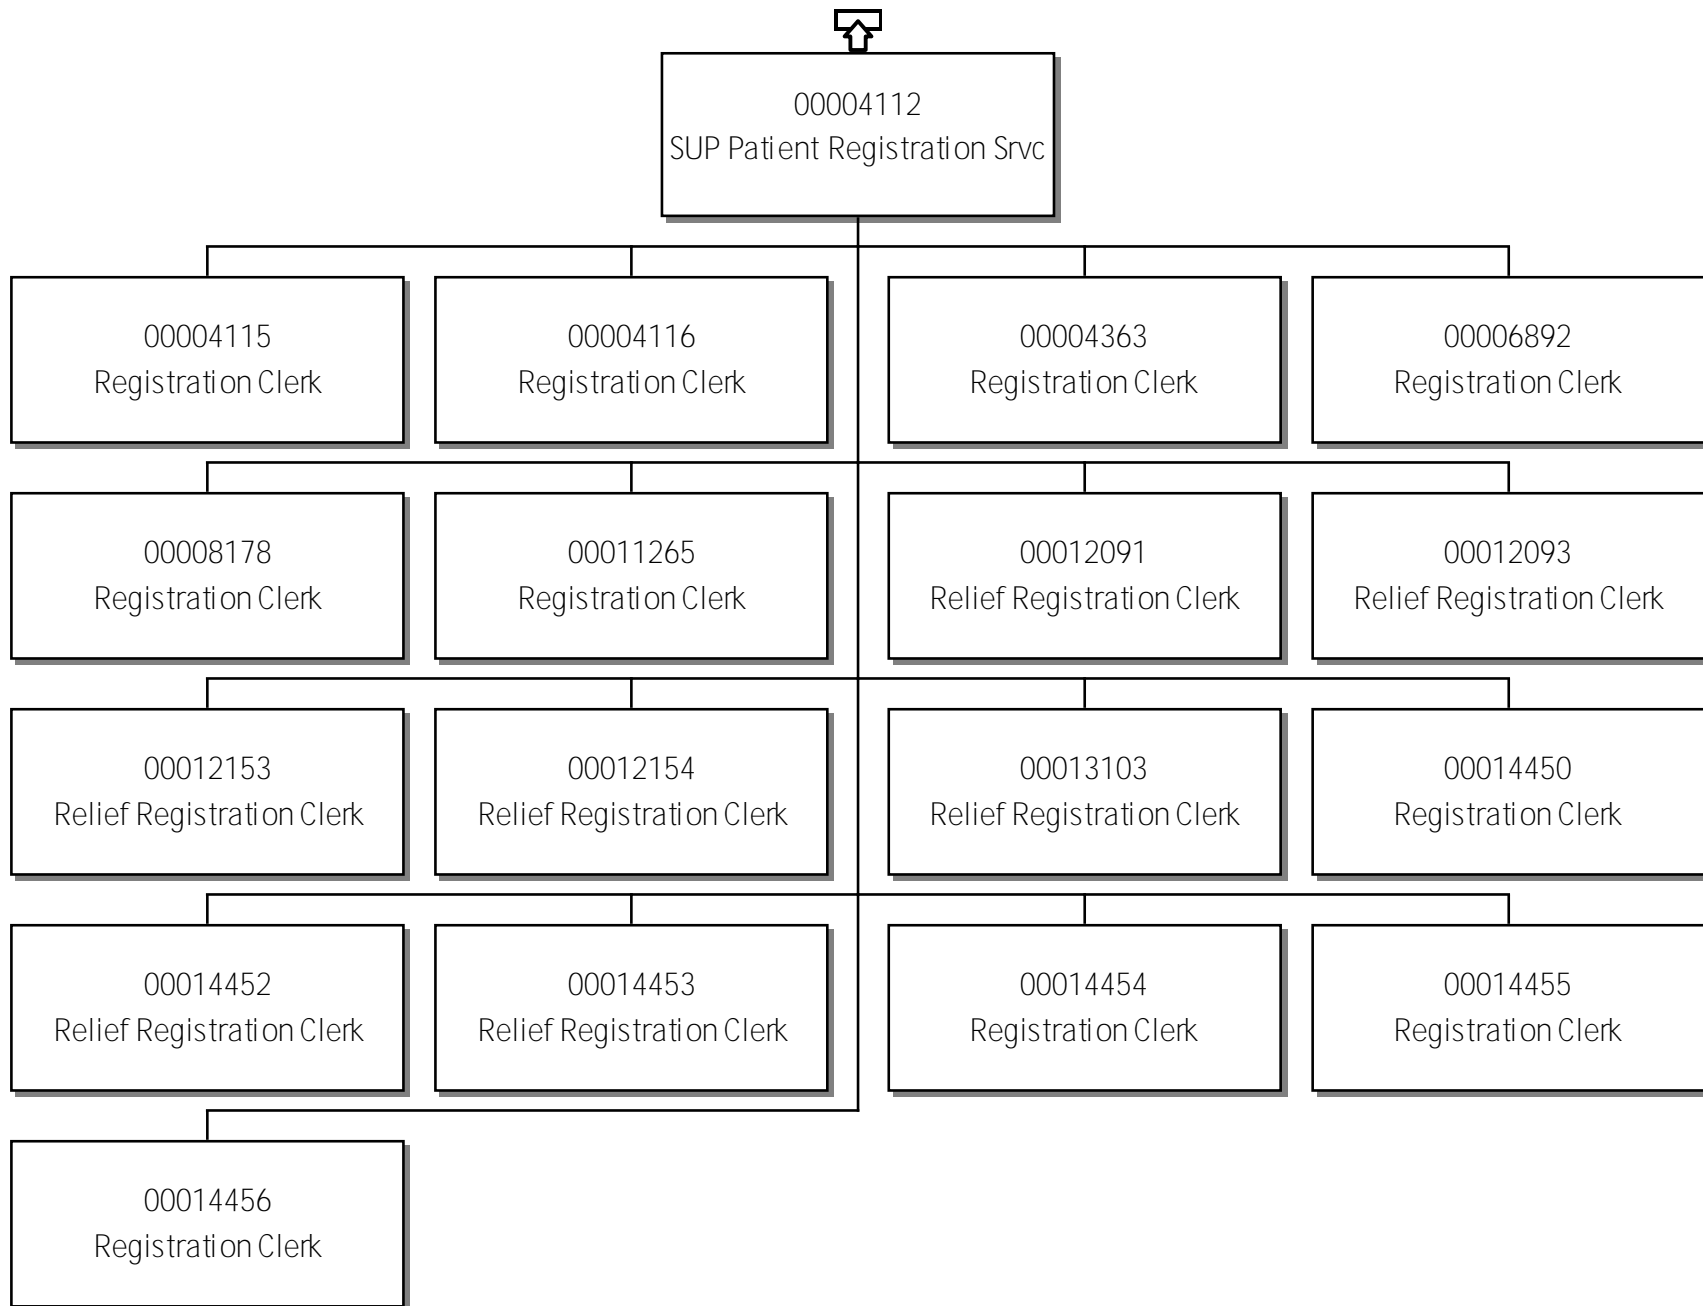 00004112
SUP Patient Registration Srvc
00004115
Registration Clerk
00004116
Registration Clerk
00004363
Registration Clerk
00006892
Registration Clerk
00008178
Registration Clerk
00011265
Registration Clerk
00012091
Relief Registration Clerk
00012093
Relief Registration Clerk
00012153
Relief Registration Clerk
00012154
Relief Registration Clerk
00013103
Relief Registration Clerk
00014450
Registration Clerk
00014452
Relief Registration Clerk
00014453
Relief Registration Clerk
00014454
Registration Clerk
00014455
Registration Clerk
00014456
Registration Clerk